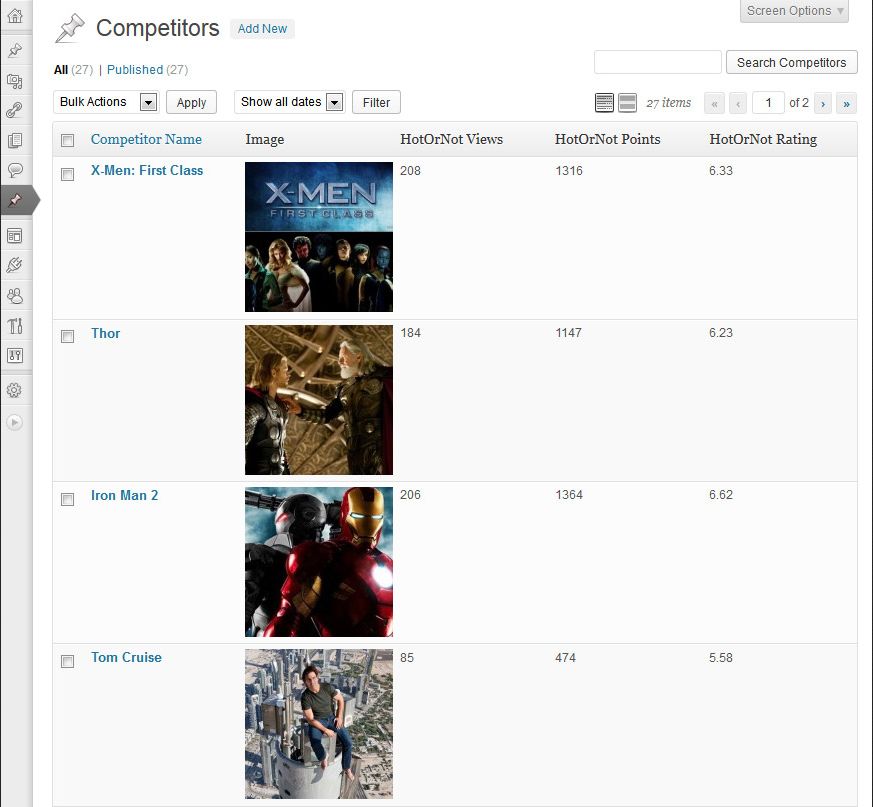 Screen Options
Competitors Add New
All (27) | Published (27)
Search Competitors
Bulk Actions Apply Show all dates Filter 27 items « ‹ 1 of 2 › »
Competitor Name Image HotOrNot Views HotOrNot Points HotOrNot Rating
X-Men: First Class 208 1316 6.33
X-MEN
FIRST CLASS
Thor 184 1147 6.23
Iron Man 2 206 1364 6.62
Tom Cruise 85 474 5.58